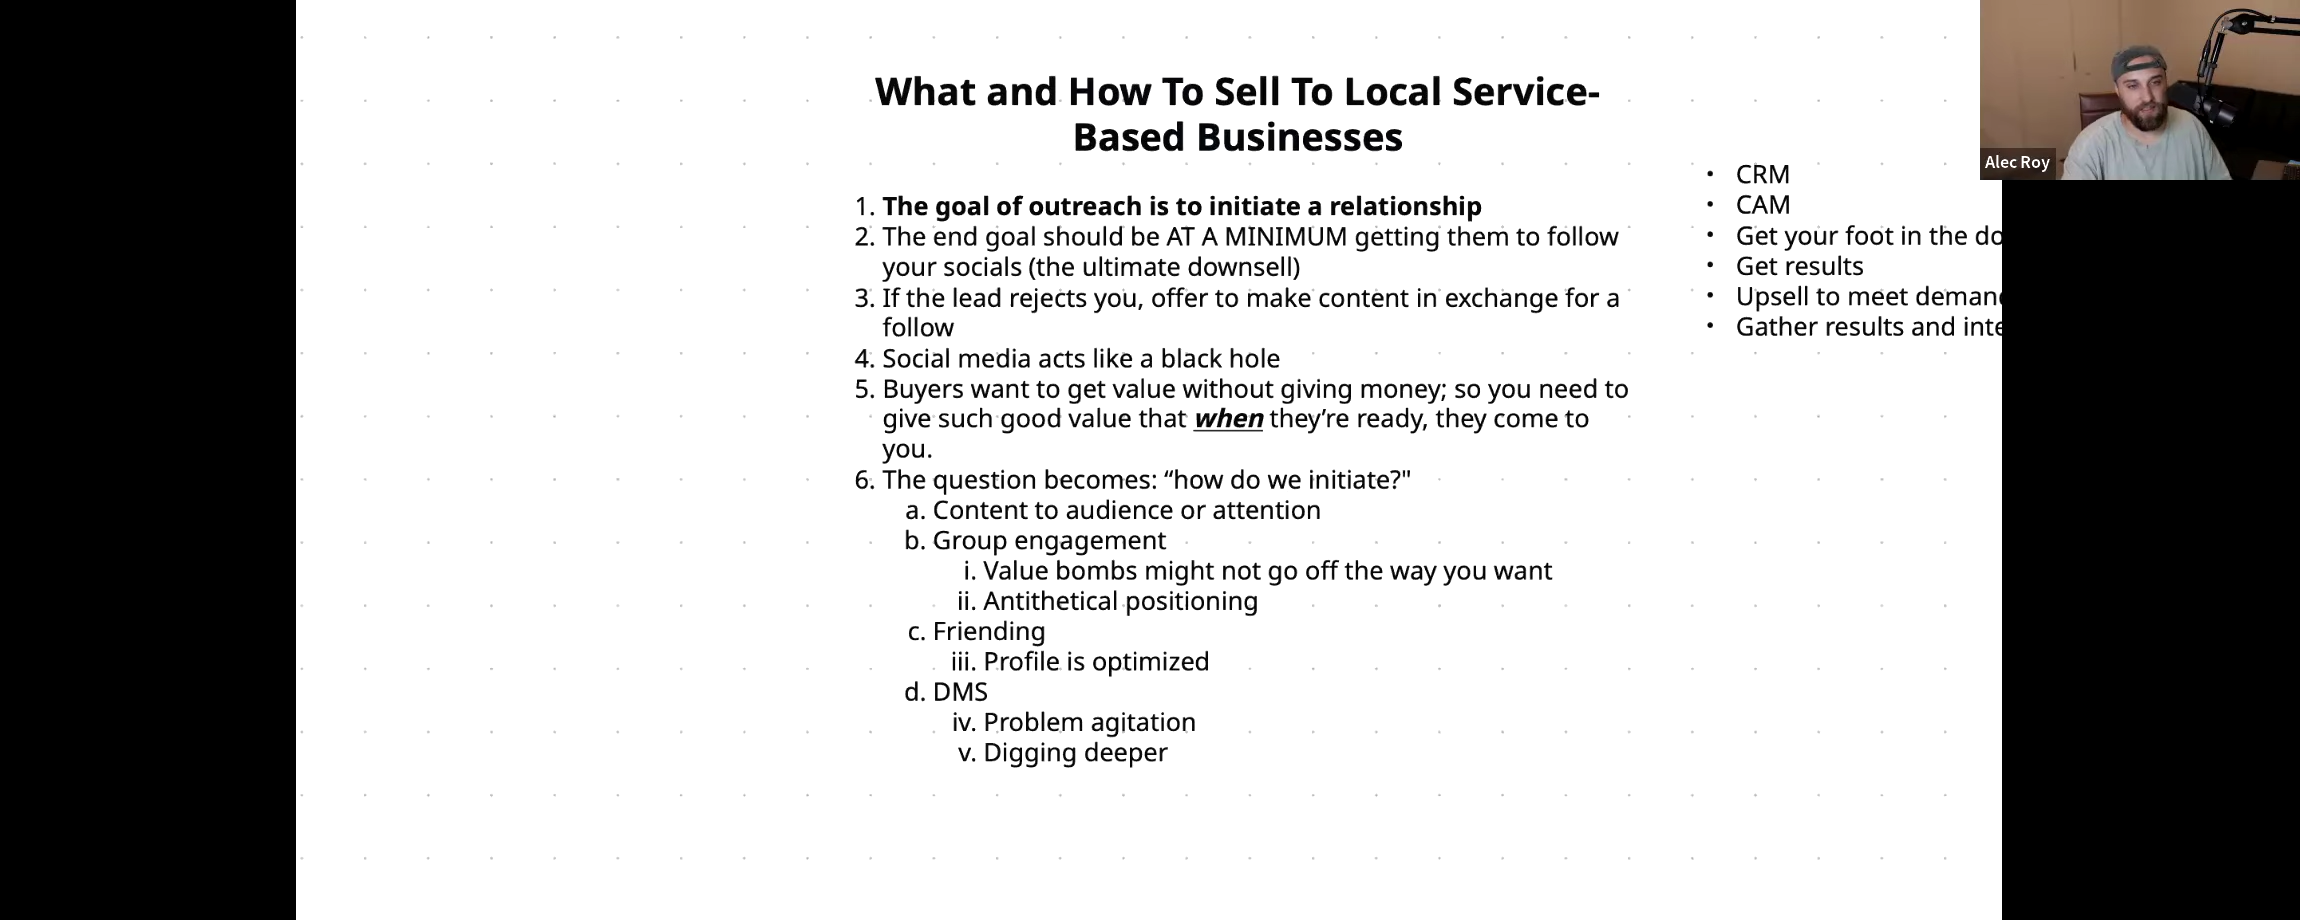 What and How To Sell To Local Service-
Based Businesses
1. The goal of outreach is to initiate a relationship
2. The end goal should be AT A MINIMUM getting them to follow
your socials (the ultimate downsell)
3. If the lead rejects you, offer to make content in exchange for a
follow
4. Social media acts like a black hole
5. Buyers want to get value without giving money; so you need to
give such good value that when they’re ready, they come to
you.
6. The question becomes: “how do we initiate?"
a. Content to audience or attention
b. Group engagement
i. Value bombs might not go off the way you want
ii. Antithetical positioning
c. Friending
iii. Profile is optimized
d. DMS
iv. Problem agitation
v. Digging deeper
• CRM
• CAM
• Get your foot in the
• Get results
• Upsell to meet
• Gather results and
Alec Roy